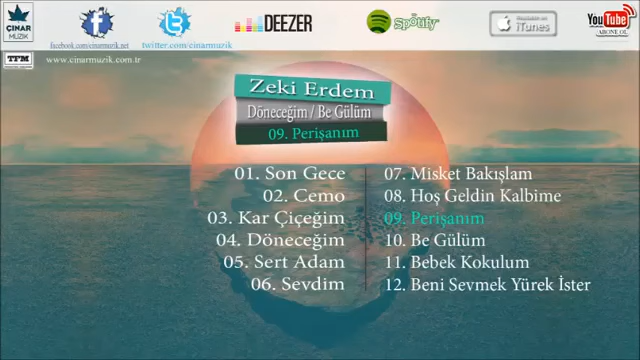 ÇINAR
MÜZİK
facebook.com/cinarmuzik.net
twitter.com/cinarmuzik
DEEZER
Spotify
iTunes
YouTube
ABONE OL
TFM
www.cinarmuzik.com.tr
Zeki Erdem
Döneceğim / Be Gülüm
09. Perişanım
01. Son Gece
02. Cemo
03. Kar Çiçeğim
04. Döneceğim
05. Sert Adam
06. Sevdim
07. Misket Bakışlam
08. Hoş Geldin Kalbime
09. Perişanım
10. Be Gülüm
11. Bebek Kokulum
12. Beni Sevmek Yürek İster